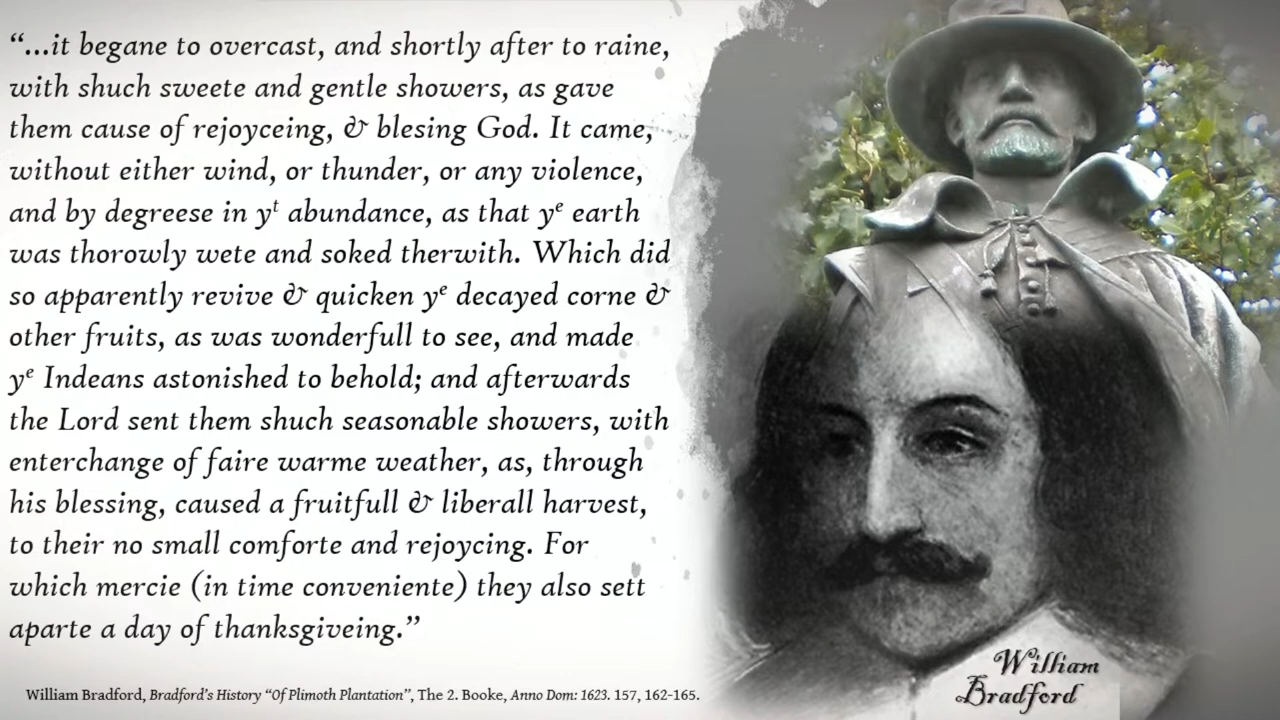 “...it begane to overcast, and shortly after to raine,
with shuch sweete and gentle showers, as gave
them cause of rejoyceing, & blesing God. It came,
without either wind, or thunder, or any violence,
and by degreese in yᵗ abundance, as that yᵉ earth
was thorowly wete and soked therwith. Which did
so apparently revive & quicken yᵉ decayed corne &
other fruits, as was wonderfull to see, and made
yᵉ Indeans astonished to behold; and afterwards
the Lord sent them shuch seasonable showers, with
enterchange of faire warme weather, as, through
his blessing, caused a fruitfull & liberall harvest,
to their no small comforte and rejoycing. For
which mercie (in time conveniente) they also sett
aparte a day of thanksgiveing.”
William Bradford, Bradford's History “Of Plimoth Plantation”, The 2. Booke, Anno Dom: 1623. 157, 162-165.
William
Bradford